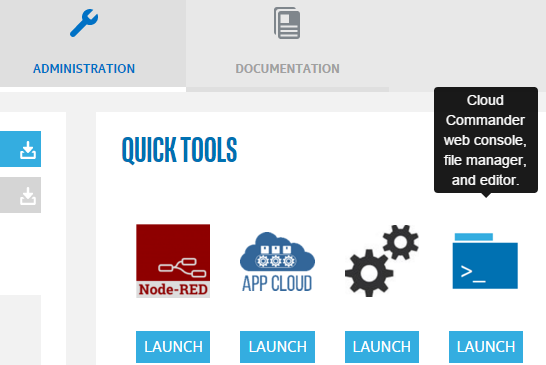 ADMINISTRATION
DOCUMENTATION
Cloud
Commander
web console,
file manager,
and editor.
QUICK TOOLS
Node-RED
APP CLOUD
>_
LAUNCH
LAUNCH
LAUNCH
LAUNCH